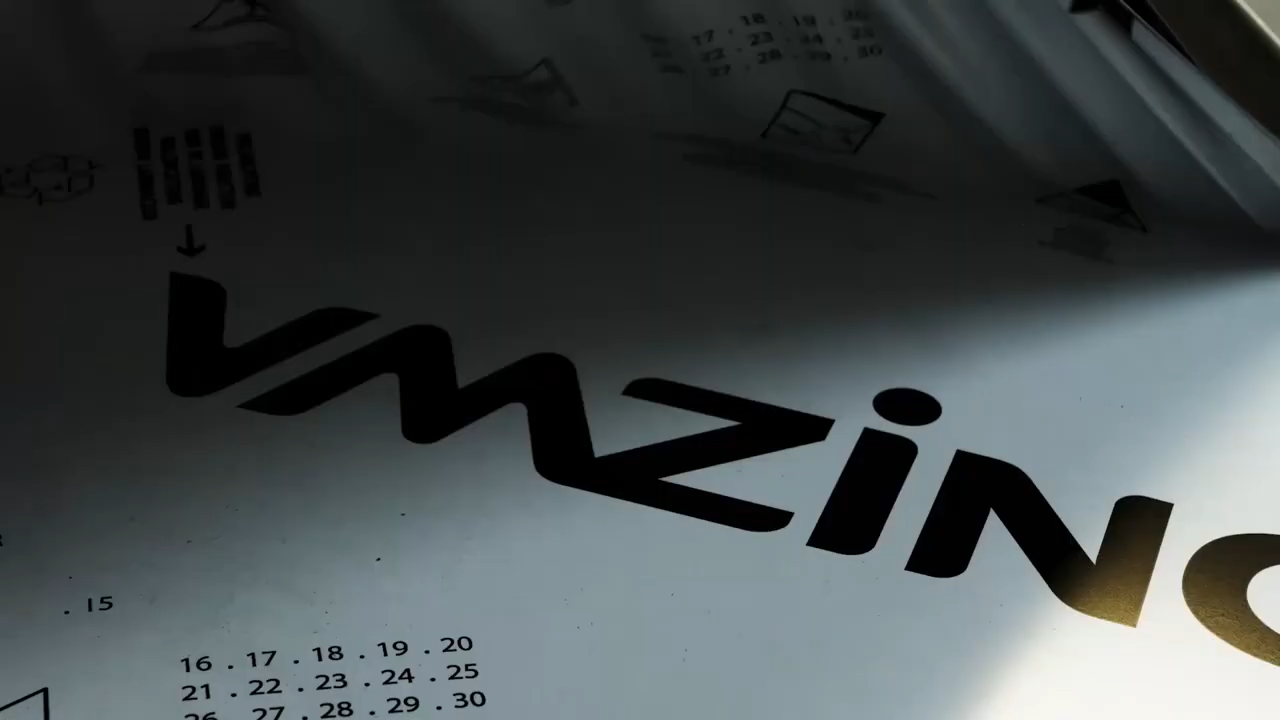 17 . 18 . 19 . 20
22 . 23 . 24 . 25
27 . 28 . 29 . 30
VMZINC
. 15
16 . 17 . 18 . 19 . 20
21 . 22 . 23 . 24 . 25
26 . 27 . 28 . 29 . 30